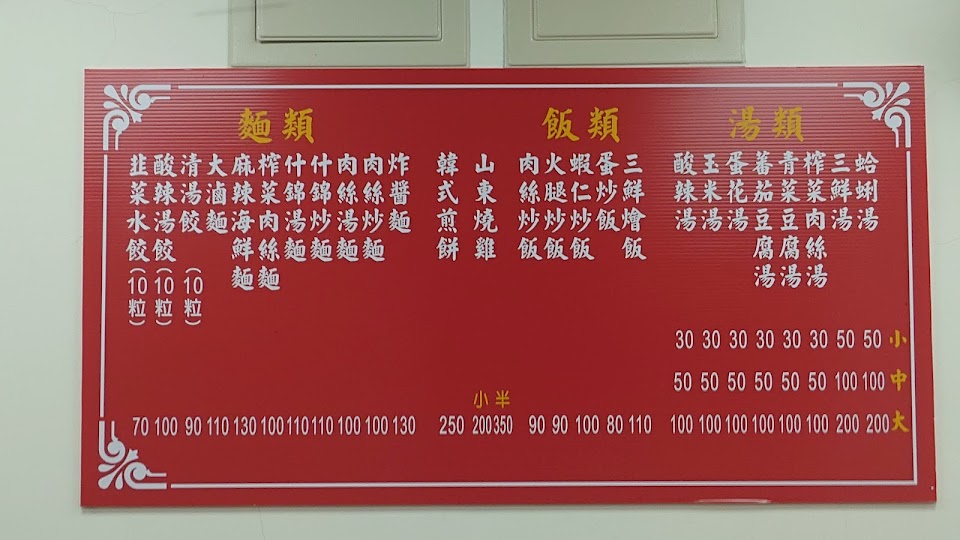 麵類
韭菜水餃(10粒)
酸辣湯餃(10粒)
清湯餃(10粒)
大滷麵
麻辣海鮮麵
榨菜肉絲麵
什錦湯麵
什錦炒麵
肉絲湯麵
肉絲炒麵
炸醬麵
70 100 90 110 130 100 110 110 100 100 130
飯類
韓式煎餅
山東燒雞
肉絲炒飯
火腿炒飯
蝦仁炒飯
蛋炒飯
三鮮燴飯
小半
250 200 350 90 90 100 80 110
湯類
酸辣湯
玉米湯
蛋花湯
蕃茄豆腐湯
青菜豆腐湯
榨菜肉絲湯
三鮮湯
蛤蜊湯
30 30 30 30 30 30 50 50 小
50 50 50 50 50 50 100 100 中
100 100 100 100 100 100 200 200 大